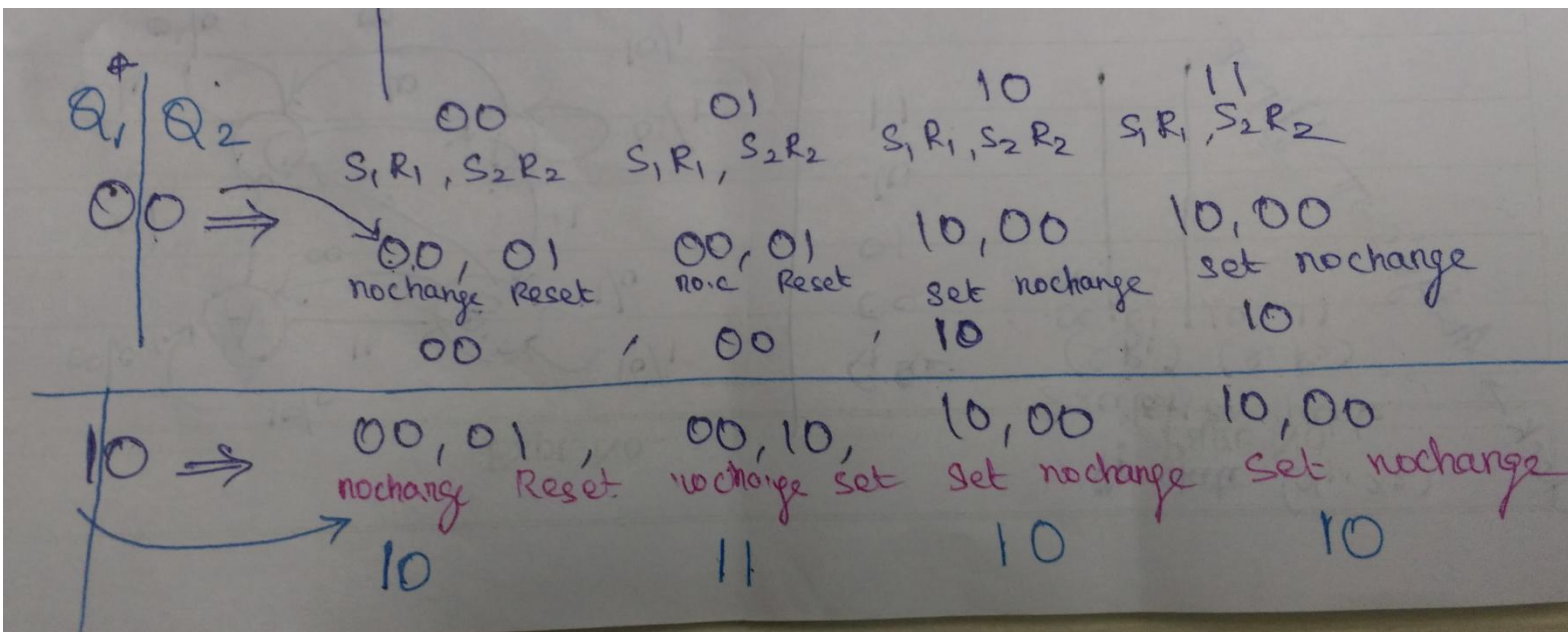 Q₁⁺ | Q₂
00 01 10 11
S₁R₁ , S₂R₂ S₁R₁ , S₂R₂ S₁R₁ , S₂R₂ S₁R₁ , S₂R₂
00 ⇒ 00, 01 00, 01 10, 00 10, 00
nochange Reset no.c Reset set nochange set nochange
00 , 00 , 10 10
10 ⇒ 00, 01 , 00, 10, 10, 00 10, 00
nochange Reset nochange set set nochange set nochange
10 11 10 10